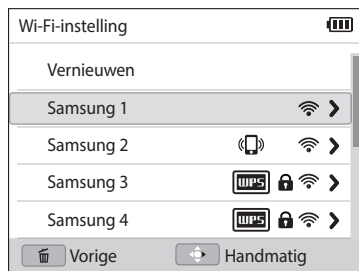 Wi-Fi-instelling
Vernieuwen
Samsung 1
Samsung 2
Samsung 3 WPS
Samsung 4 WPS
Vorige Handmatig